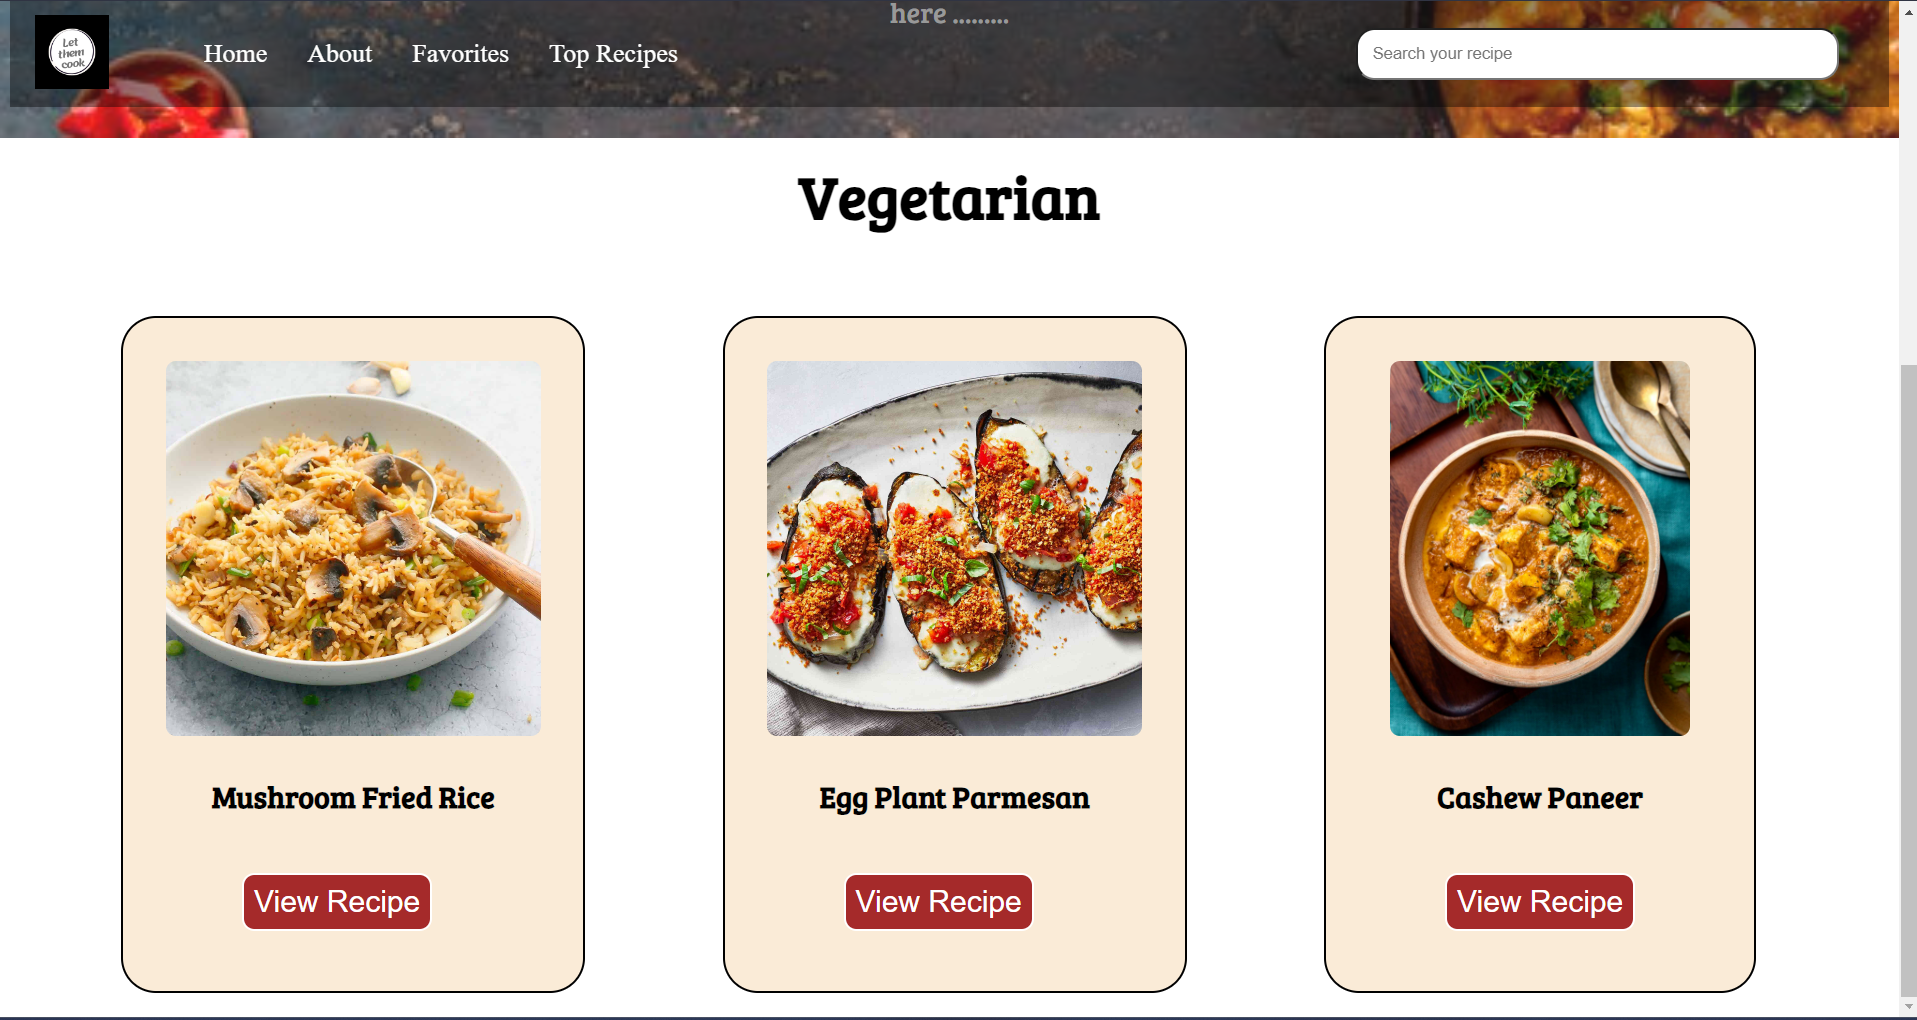 here .........
Let
them
cook
Home About Favorites Top Recipes
Search your recipe
Vegetarian
Mushroom Fried Rice
Egg Plant Parmesan
Cashew Paneer
View Recipe
View Recipe
View Recipe